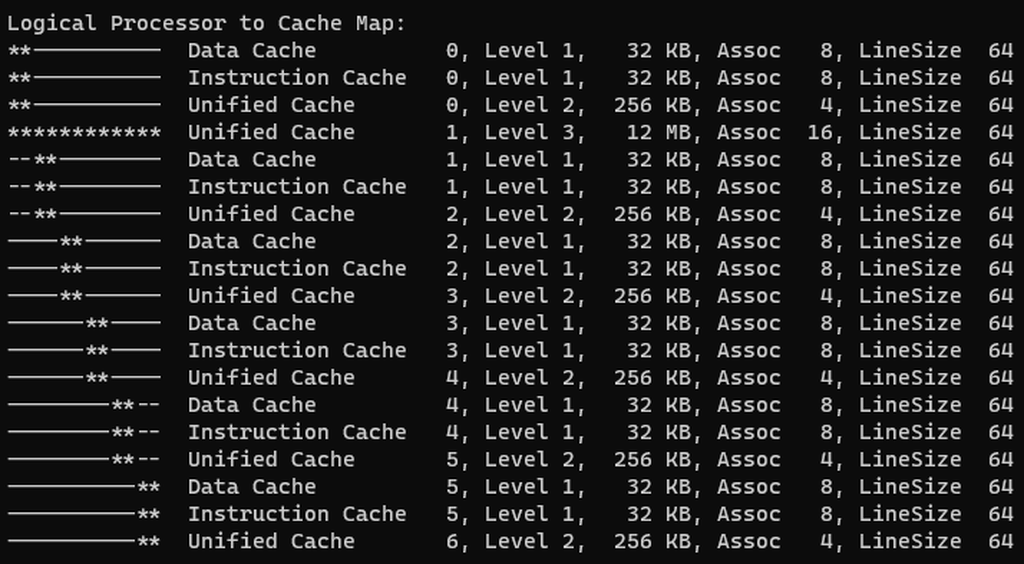 Logical Processor to Cache Map:
**----------  Data Cache          0, Level 1,   32 KB, Assoc   8, LineSize  64
**----------  Instruction Cache   0, Level 1,   32 KB, Assoc   8, LineSize  64
**----------  Unified Cache       0, Level 2,  256 KB, Assoc   4, LineSize  64
************  Unified Cache       1, Level 3,   12 MB, Assoc  16, LineSize  64
--**--------  Data Cache          1, Level 1,   32 KB, Assoc   8, LineSize  64
--**--------  Instruction Cache   1, Level 1,   32 KB, Assoc   8, LineSize  64
--**--------  Unified Cache       2, Level 2,  256 KB, Assoc   4, LineSize  64
----**------  Data Cache          2, Level 1,   32 KB, Assoc   8, LineSize  64
----**------  Instruction Cache   2, Level 1,   32 KB, Assoc   8, LineSize  64
----**------  Unified Cache       3, Level 2,  256 KB, Assoc   4, LineSize  64
------**----  Data Cache          3, Level 1,   32 KB, Assoc   8, LineSize  64
------**----  Instruction Cache   3, Level 1,   32 KB, Assoc   8, LineSize  64
------**----  Unified Cache       4, Level 2,  256 KB, Assoc   4, LineSize  64
--------**--  Data Cache          4, Level 1,   32 KB, Assoc   8, LineSize  64
--------**--  Instruction Cache   4, Level 1,   32 KB, Assoc   8, LineSize  64
--------**--  Unified Cache       5, Level 2,  256 KB, Assoc   4, LineSize  64
----------**  Data Cache          5, Level 1,   32 KB, Assoc   8, LineSize  64
----------**  Instruction Cache   5, Level 1,   32 KB, Assoc   8, LineSize  64
----------**  Unified Cache       6, Level 2,  256 KB, Assoc   4, LineSize  64